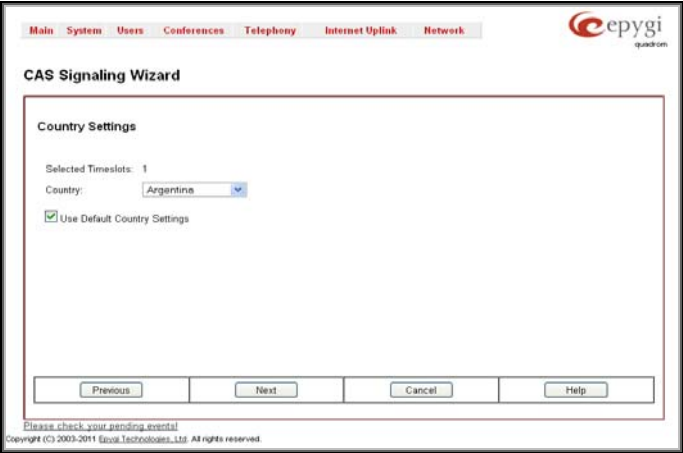 Main System Users Conferences Telephony Internet Uplink Network
epygi
quadrom
CAS Signaling Wizard
Country Settings
Selected Timeslots: 1
Country: Argentina
Use Default Country Settings
Previous Next Cancel Help
Please check your pending events!
Copyright (C) 2003-2011 Epygi Technologies, Ltd. All rights reserved.